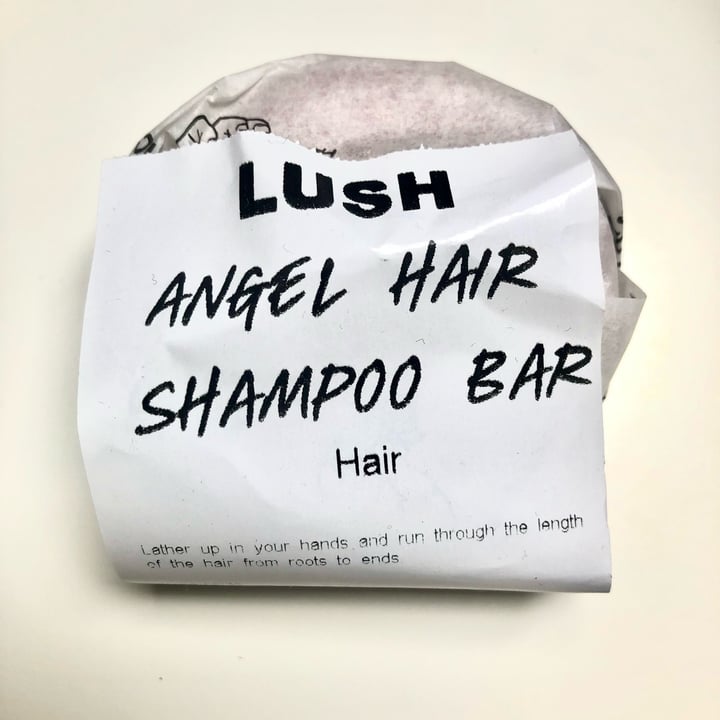 LUSH
ANGEL HAIR
SHAMPOO BAR
Hair
Lather up in your hands and run through the length
of the hair from roots to ends